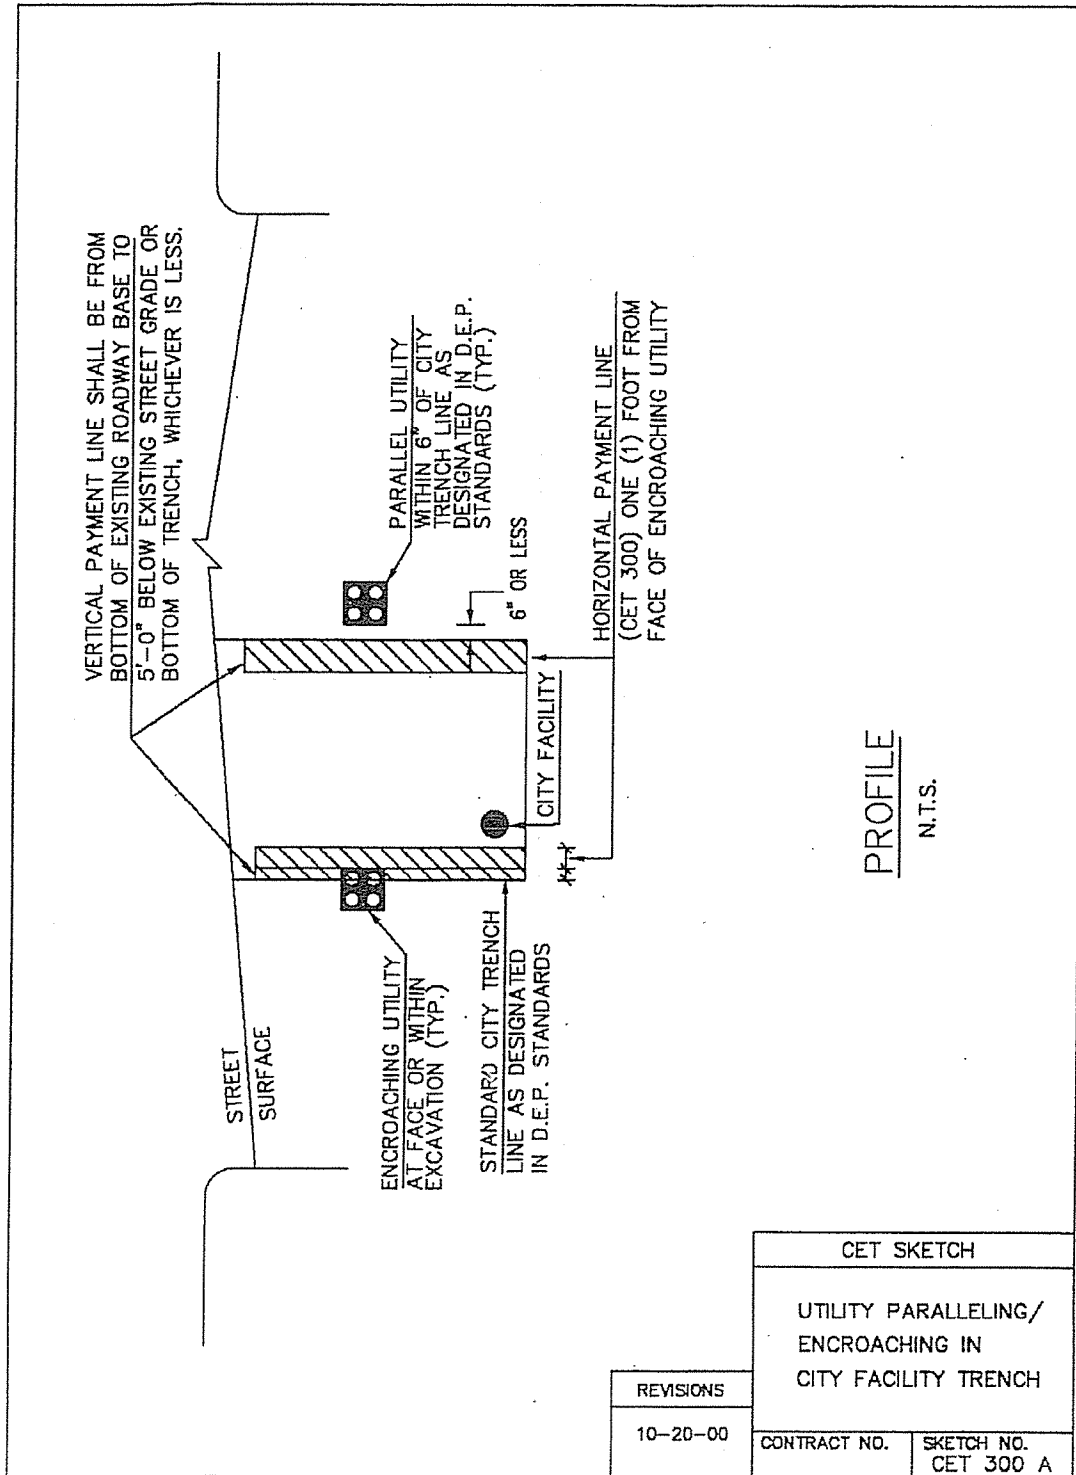 VERTICAL PAYMENT LINE SHALL BE FROM
BOTTOM OF EXISTING ROADWAY BASE TO
5'-0" BELOW EXISTING STREET GRADE OR
BOTTOM OF TRENCH, WHICHEVER IS LESS.
STREET
SURFACE
PARALLEL UTILITY
WITHIN 6" OF CITY
TRENCH LINE AS
DESIGNATED IN D.E.P.
STANDARDS (TYP.)
ENCROACHING UTILITY
AT FACE OR WITHIN
EXCAVATION (TYP.)
6" OR LESS
STANDARD CITY TRENCH
LINE AS DESIGNATED
IN D.E.P. STANDARDS
CITY FACILITY
HORIZONTAL PAYMENT LINE
(CET 300) ONE (1) FOOT FROM
FACE OF ENCROACHING UTILITY
PROFILE
N.T.S.
CET SKETCH
UTILITY PARALLELING/
ENCROACHING IN
CITY FACILITY TRENCH
REVISIONS
10-20-00
CONTRACT NO.
SKETCH NO.
CET 300 A